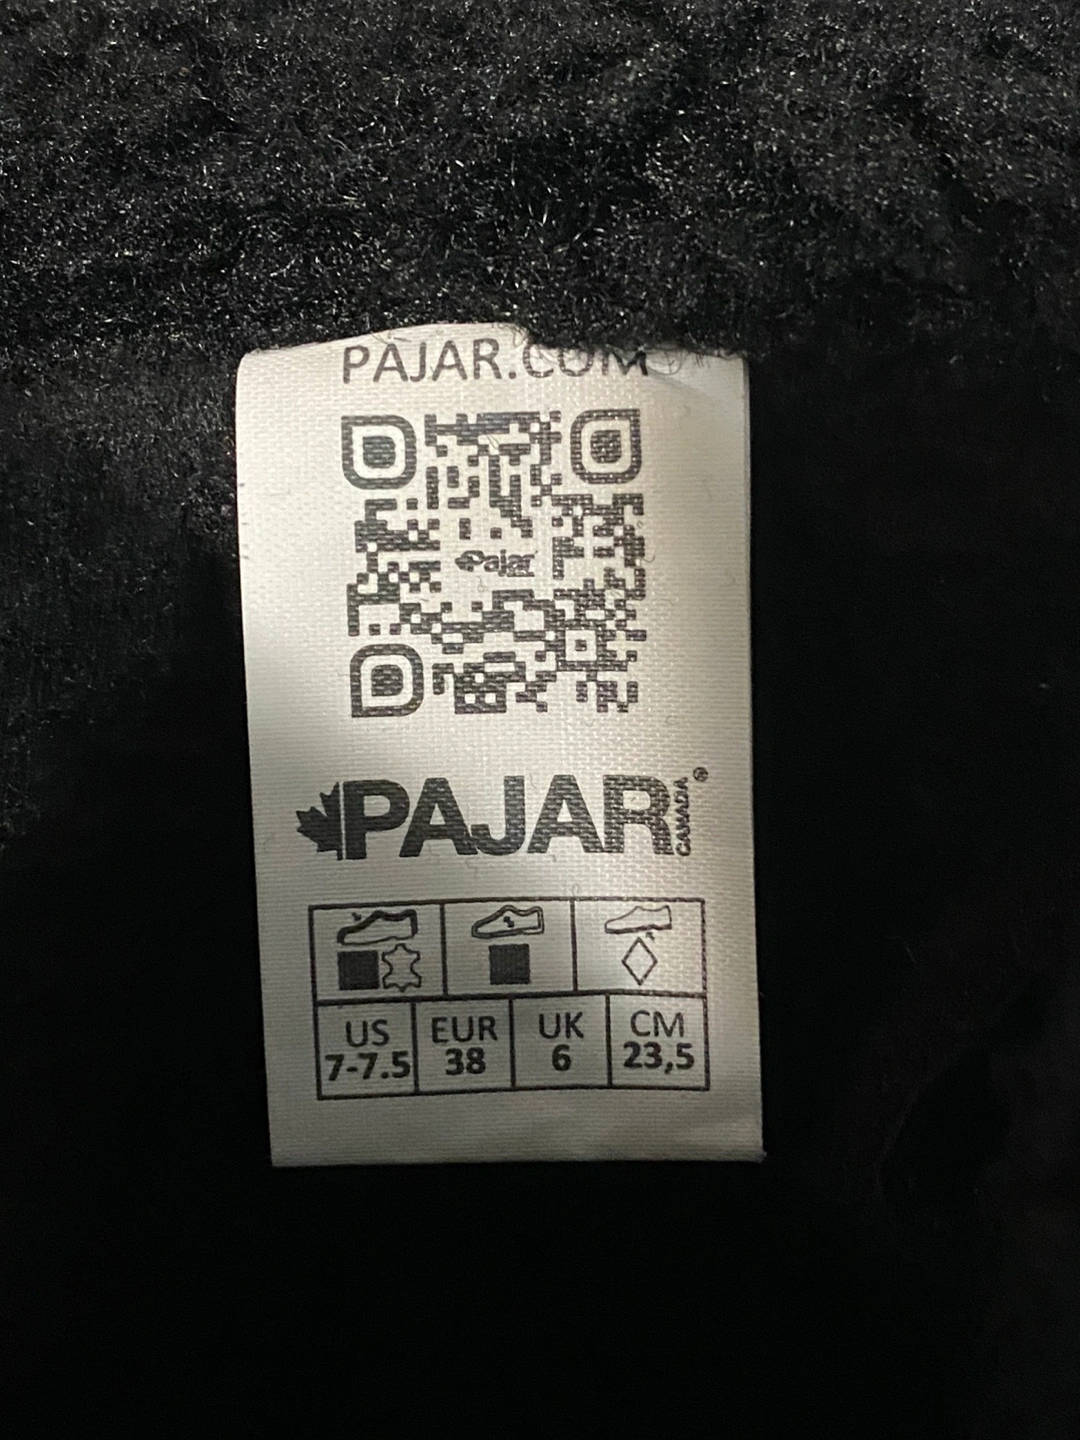 PAJAR.COM
Pajar
PAJAR CANADA®
US EUR UK CM
7-7.5 38 6 23,5